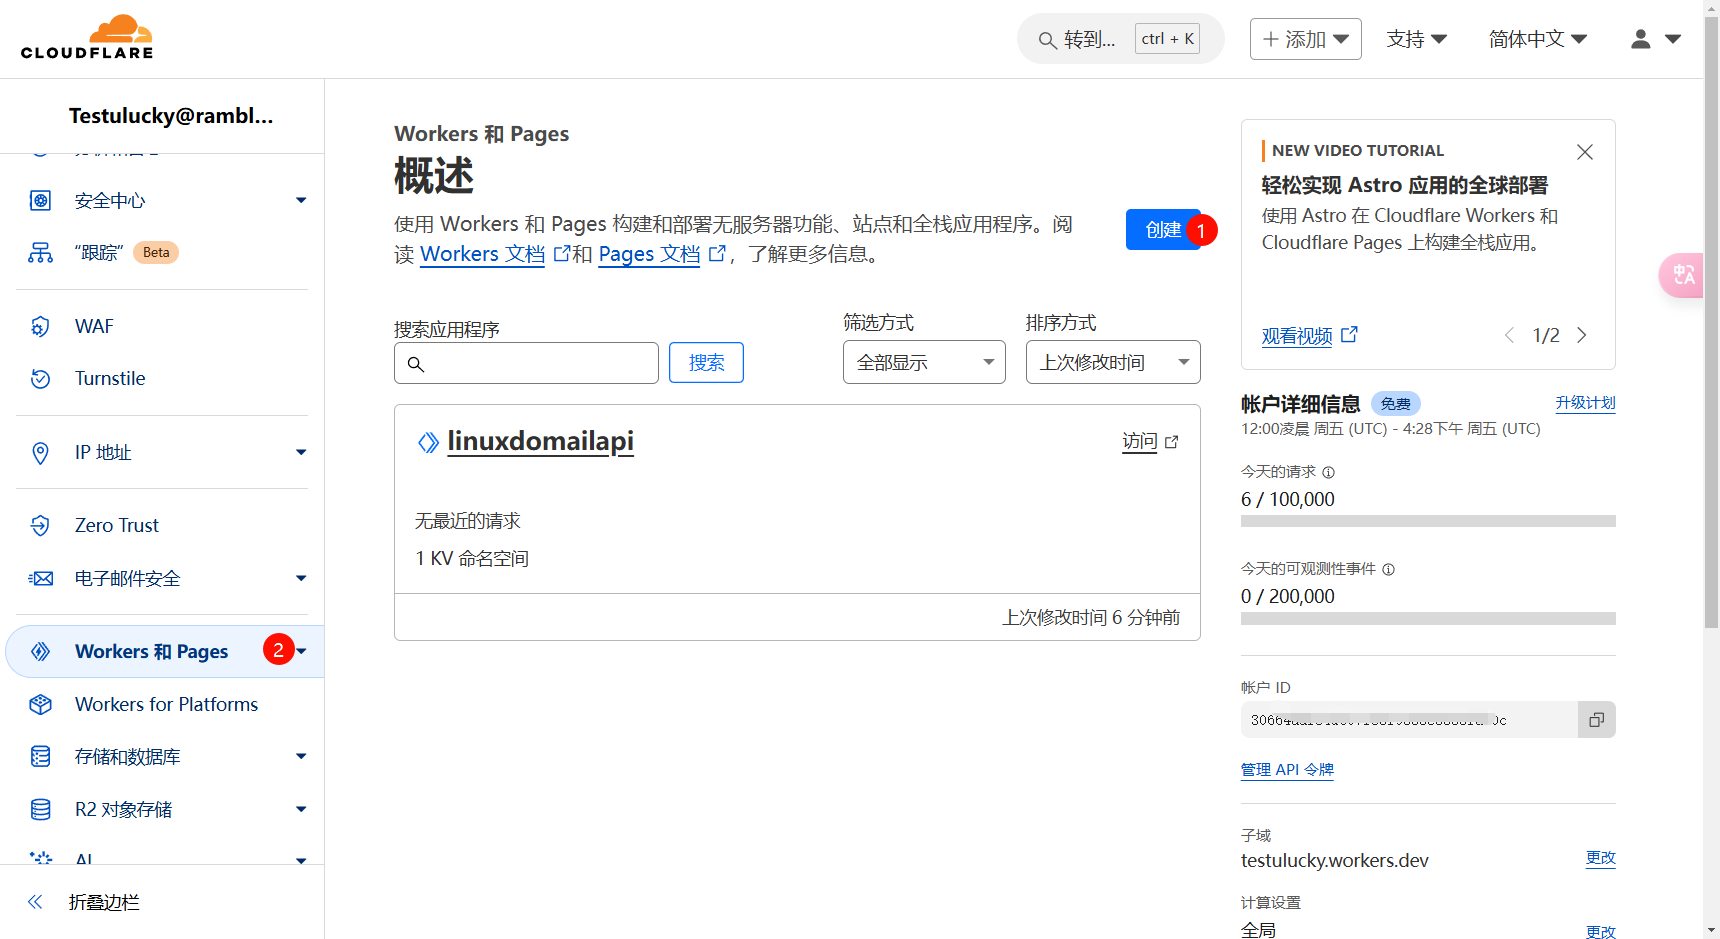 CLOUDFLARE
转到...
ctrl + K
添加
支持
简体中文
Testulucky@rambl...
安全中心
“跟踪” Beta
WAF
Turnstile
IP 地址
Zero Trust
电子邮件安全
Workers 和 Pages 2
Workers for Platforms
存储和数据库
R2 对象存储
AI
折叠边栏
Workers 和 Pages
概述
使用 Workers 和 Pages 构建和部署无服务器功能、站点和全栈应用程序。阅
读 Workers 文档 和 Pages 文档 ，了解更多信息。
创建 1
搜索应用程序
搜索
筛选方式
全部显示
排序方式
上次修改时间
linuxdomailapi
访问
无最近的请求
1 KV 命名空间
上次修改时间 6 分钟前
NEW VIDEO TUTORIAL
轻松实现 Astro 应用的全球部署
使用 Astro 在 Cloudflare Workers 和
Cloudflare Pages 上构建全栈应用。
观看视频
1/2
中A
帐户详细信息 免费 升级计划
12:00凌晨 周五 (UTC) - 4:28下午 周五 (UTC)
今天的请求
6 / 100,000
今天的可观测性事件
0 / 200,000
帐户 ID
管理 API 令牌
子域
testulucky.workers.dev 更改
计算设置
全局 更改